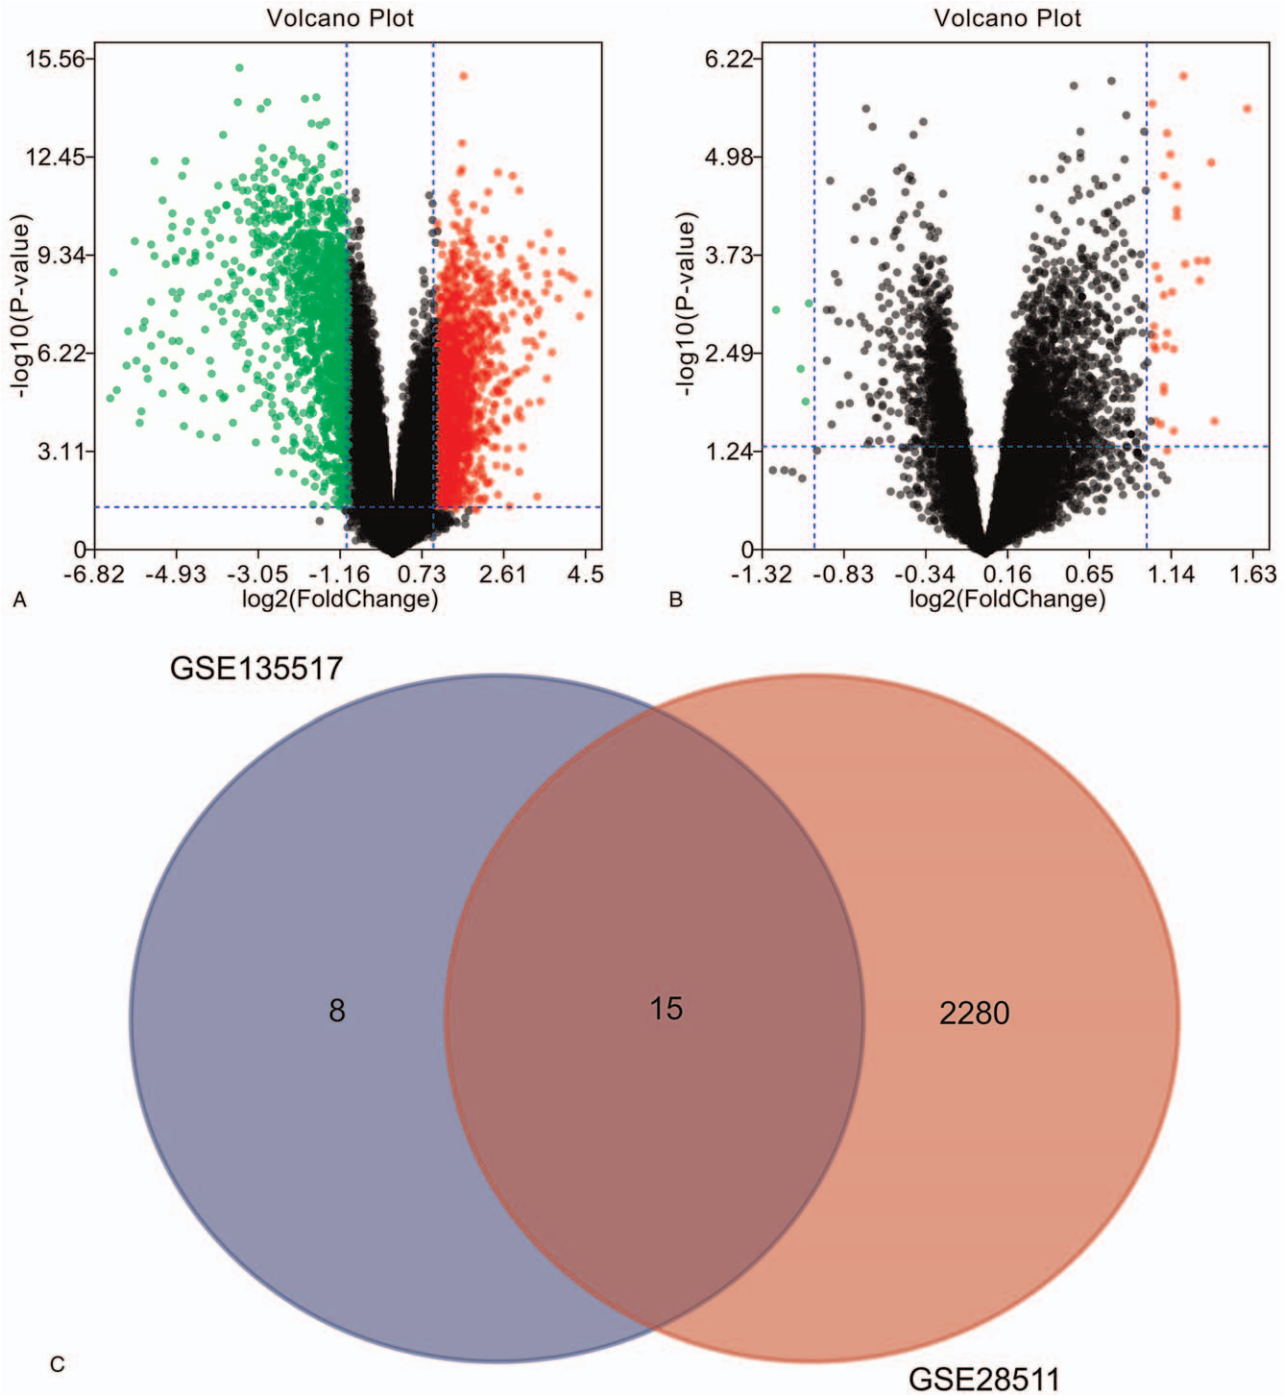 Volcano Plot
15.56
12.45
9.34
6.22
3.11
0
-log10(P-value)
-6.82 -4.93 -3.05 -1.16 0.73 2.61 4.5
log2(FoldChange)
A
Volcano Plot
6.22
4.98
3.73
2.49
1.24
0
-log10(P-value)
-1.32 -0.83 -0.34 0.16 0.65 1.14 1.63
log2(FoldChange)
B
GSE135517
8 15 2280
C
GSE28511